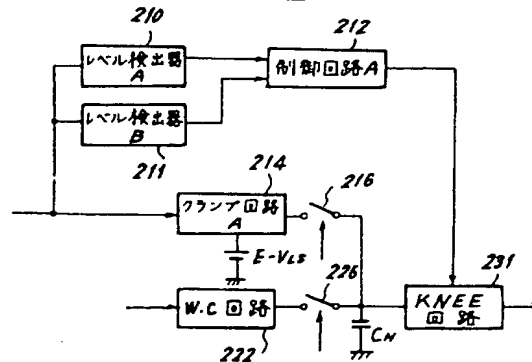 210
レベル検出器
A
212
制御回路A
レベル検出器
B
211
214
クランプ回路
A
216
E-VLS
226
W.C回路
222
CH
231
KNEE
回路